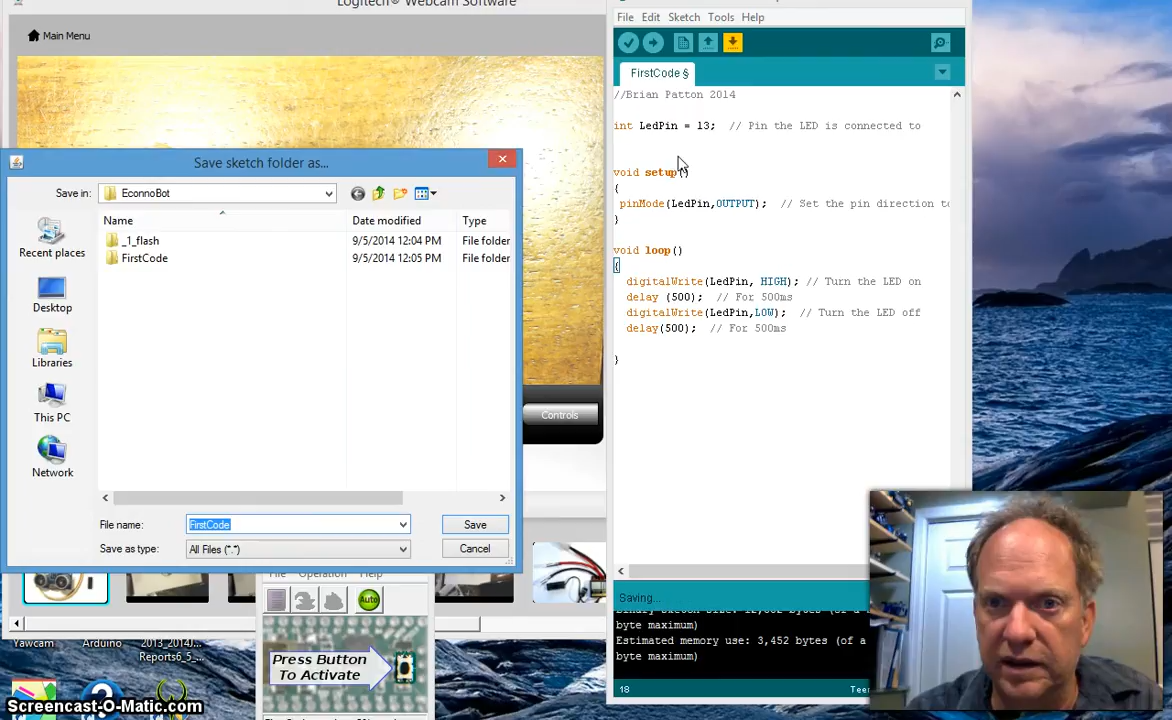 Logitech® Webcam Software
Main Menu
File Edit Sketch Tools Help
FirstCode §
//Brian Patton 2014
int LedPin = 13; // Pin the LED is connected to
void setup()
{
pinMode(LedPin,OUTPUT); // Set the pin direction to
}
void loop()
{
digitalWrite(LedPin, HIGH); // Turn the LED on
delay (500); // For 500ms
digitalWrite(LedPin,LOW); // Turn the LED off
delay(500); // For 500ms
}
Save sketch folder as...
Save in: EconnoBot
Name Date modified Type
_1_flash 9/5/2014 12:04 PM File folder
FirstCode 9/5/2014 12:05 PM File folder
Recent places
Desktop
Libraries
This PC
Network
File name: FirstCode Save
Save as type: All Files (*.*) Cancel
Controls
File Operation Help
Auto
Press Button
To Activate
Saving...
byte maximum)
Estimated memory use: 3,452 bytes (of a
byte maximum)
18 Teen
Yawcam Arduino 2013_2014)
Reports6_5_...
Screencast-O-Matic.com